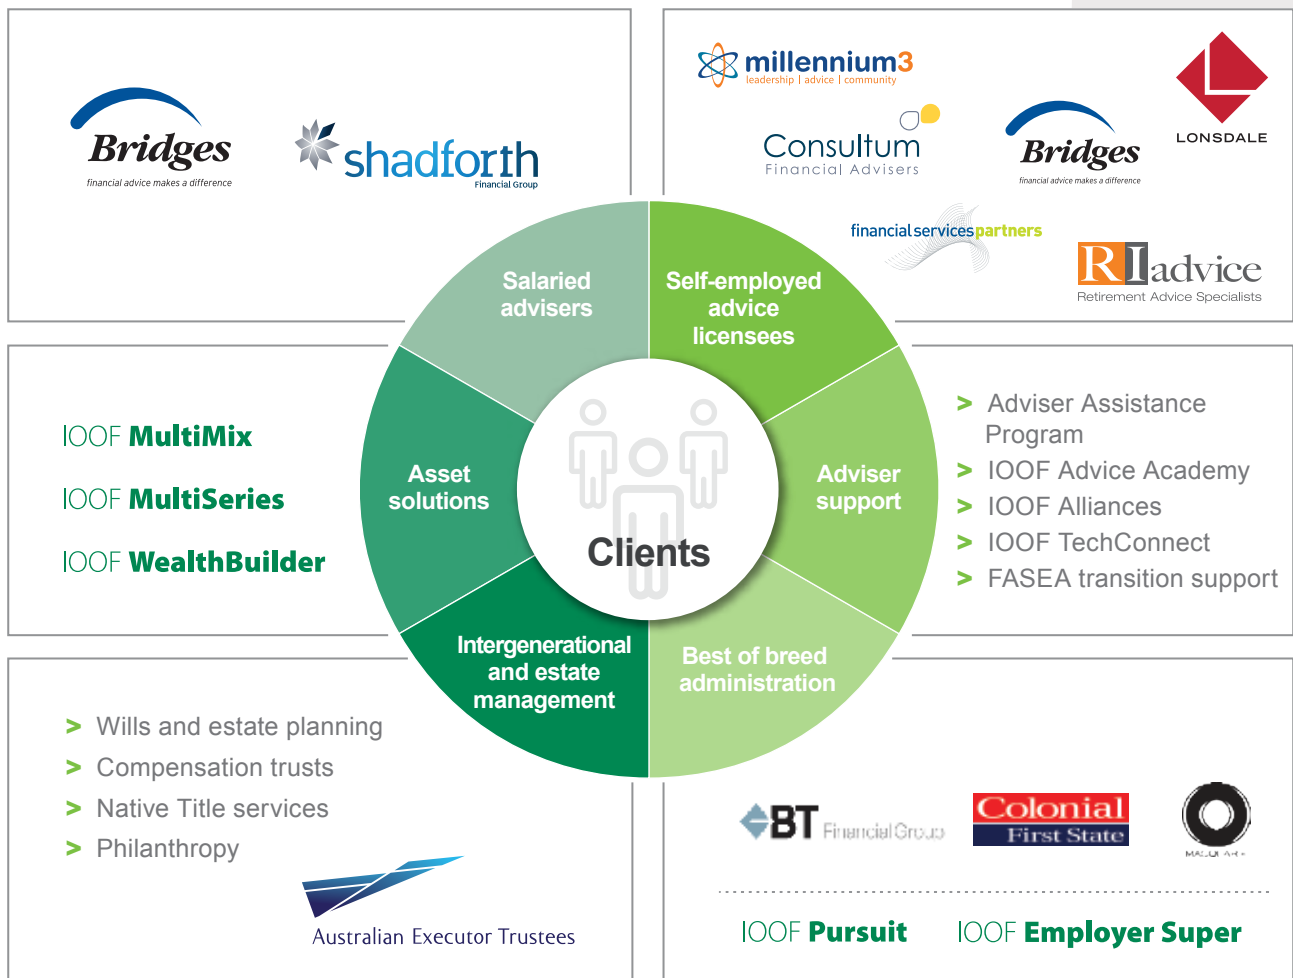 Bridges
financial advice makes a difference
shadforth
Financial Group
millennium3
leadership | advice | community
Consultum
Financial Advisers
Bridges
financial advice makes a difference
LONSDALE
financialservicespartners
RI advice
Retirement Advice Specialists
Salaried
advisers
Self-employed
advice
licensees
IOOF MultiMix
IOOF MultiSeries
IOOF WealthBuilder
Asset
solutions
Clients
Adviser
support
> Adviser Assistance
Program
> IOOF Advice Academy
> IOOF Alliances
> IOOF TechConnect
> FASEA transition support
Intergenerational
and estate
management
Best of breed
administration
> Wills and estate planning
> Compensation trusts
> Native Title services
> Philanthropy
Australian Executor Trustees
BT Financial Group
Colonial
First State
MACQUARIE
IOOF Pursuit
IOOF Employer Super